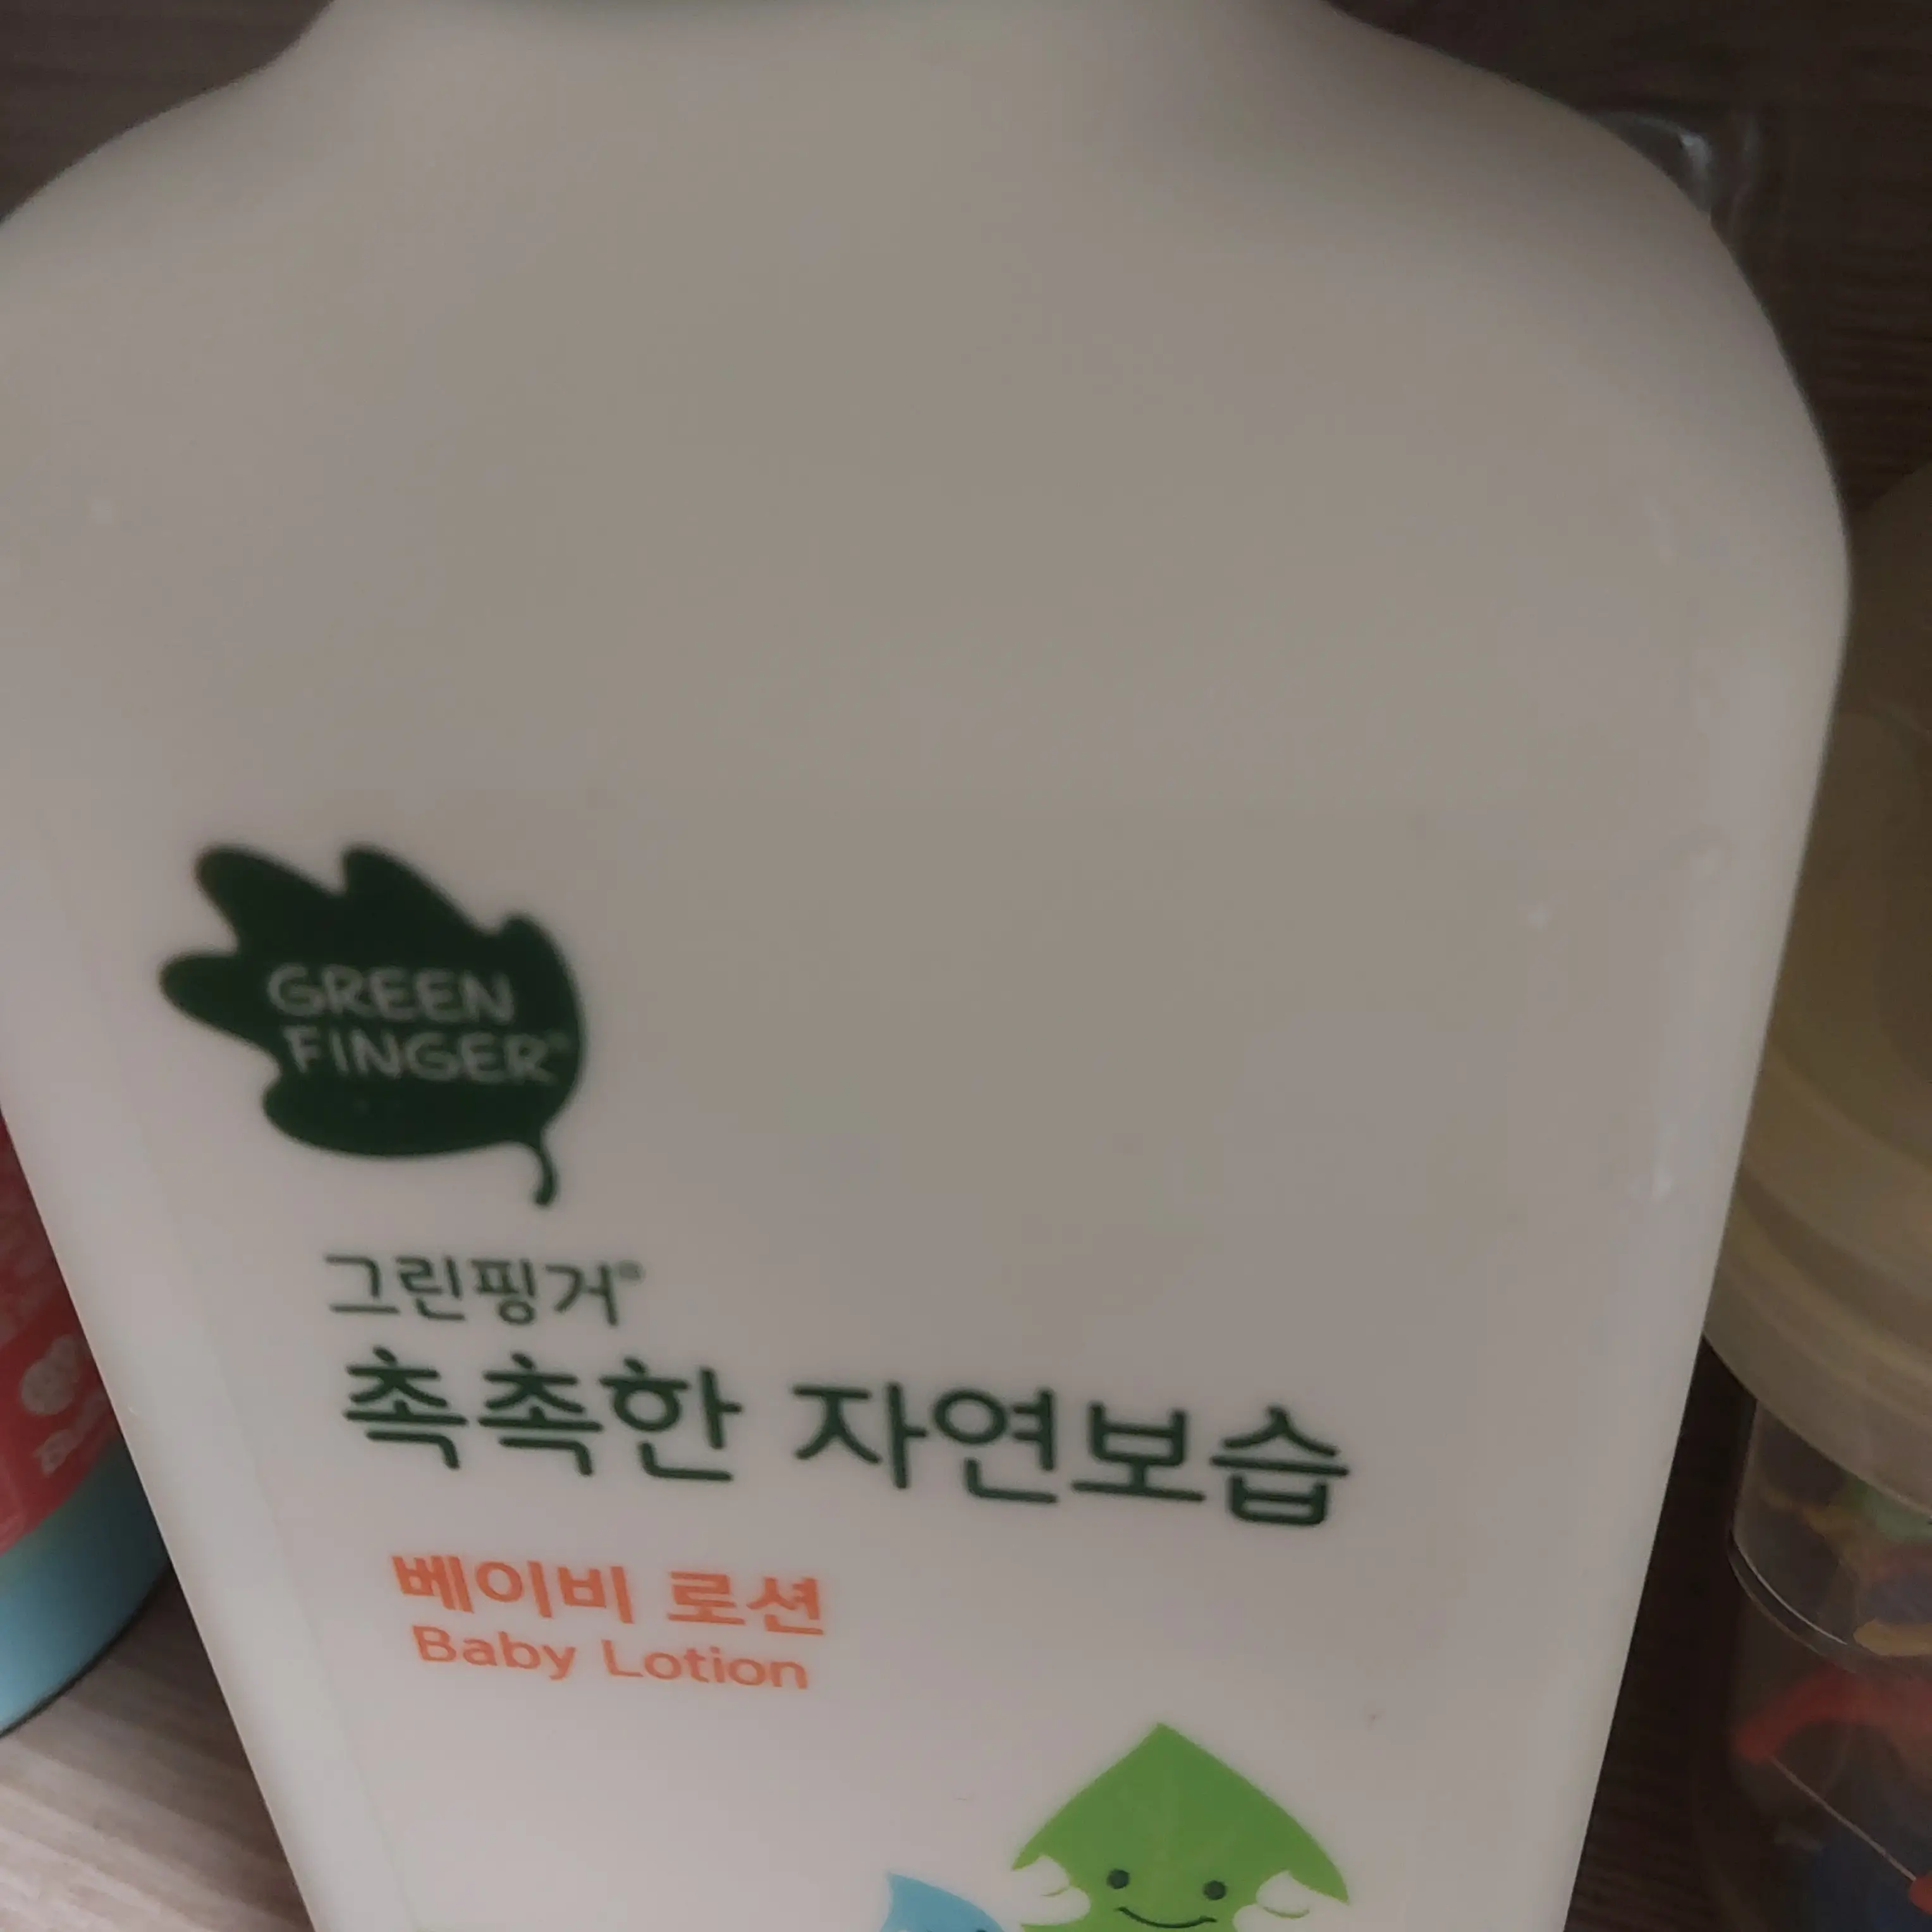 GREEN
FINGER
그린핑거®
촉촉한 자연보습
베이비 로션
Baby Lotion